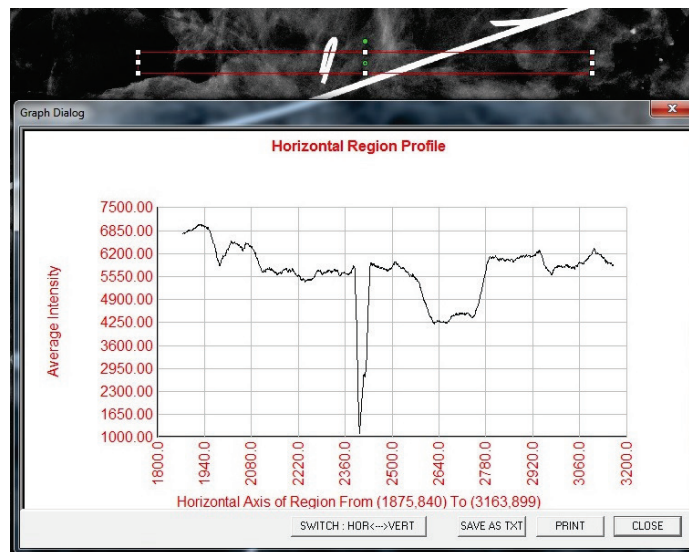 Graph Dialog
x
Horizontal Region Profile
7500.00
6850.00
6200.00
5550.00
4900.00
4250.00
3600.00
2950.00
2300.00
1650.00
1000.00
Average Intensity
1800.0
1940.0
2080.0
2220.0
2360.0
2500.0
2640.0
2780.0
2920.0
3060.0
3200.0
Horizontal Axis of Region From (1875,840) To (3163,899)
SWITCH : HOR<--->VERT
SAVE AS TXT
PRINT
CLOSE